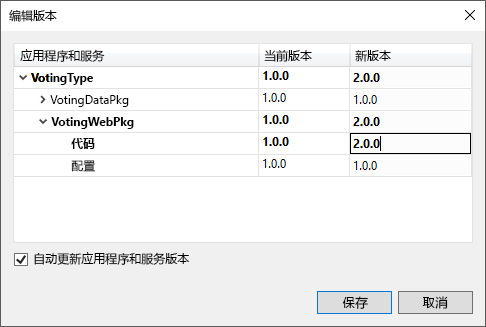 编辑版本
应用程序和服务 当前版本 新版本
VotingType 1.0.0 2.0.0
VotingDataPkg 1.0.0 1.0.0
VotingWebPkg 1.0.0 2.0.0
代码 1.0.0 2.0.0
配置 1.0.0 1.0.0
自动更新应用程序和服务版本
保存 取消